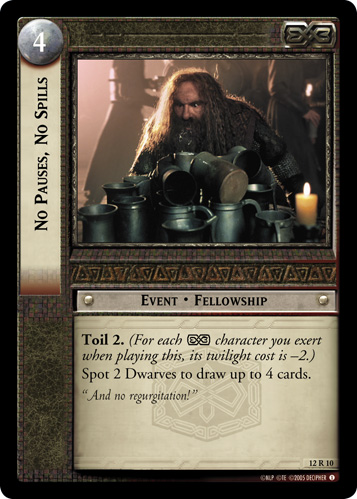 4
No Pauses, No Spills
Event • Fellowship
Toil 2. (For each character you exert
when playing this, its twilight cost is –2.)
Spot 2 Dwarves to draw up to 4 cards.
“And no regurgitation!”
12 R 10
©NLP ©TE ©2005 DECIPHER